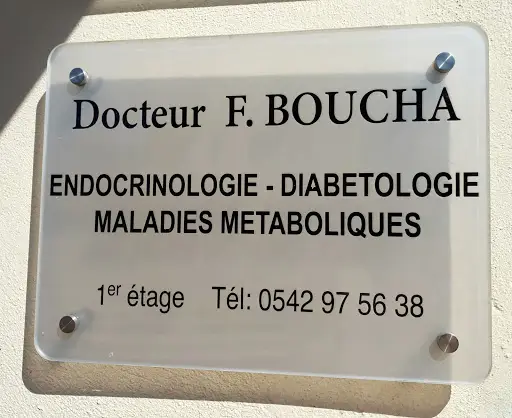 Docteur F. BOUCHA
ENDOCRINOLOGIE - DIABETOLOGIE
MALADIES METABOLIQUES
1er étage Tél: 0542 97 56 38